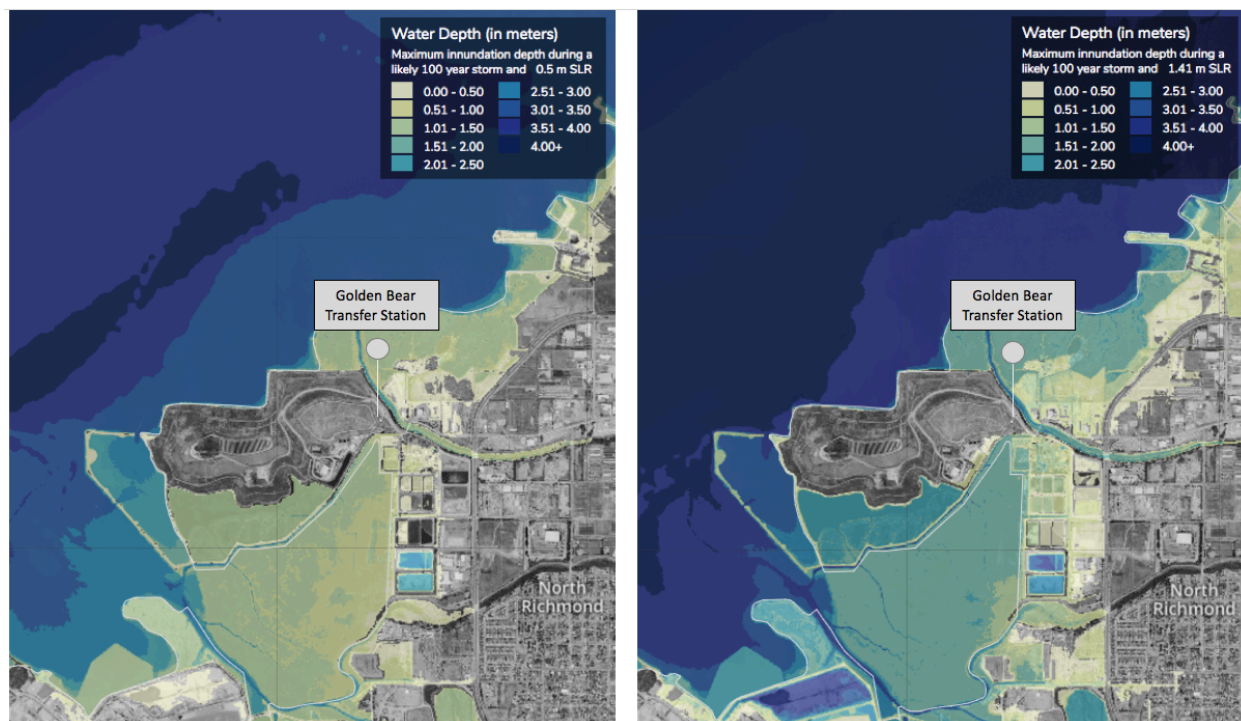 Water Depth (in meters)
Maximum innundation depth during a
likely 100 year storm and 0.5 m SLR
0.00 - 0.50
0.51 - 1.00
1.01 - 1.50
1.51 - 2.00
2.01 - 2.50
2.51 - 3.00
3.01 - 3.50
3.51 - 4.00
4.00+
Golden Bear
Transfer Station
North
Richmond
Water Depth (in meters)
Maximum innundation depth during a
likely 100 year storm and 1.41 m SLR
0.00 - 0.50
0.51 - 1.00
1.01 - 1.50
1.51 - 2.00
2.01 - 2.50
2.51 - 3.00
3.01 - 3.50
3.51 - 4.00
4.00+
Golden Bear
Transfer Station
North
Richmond